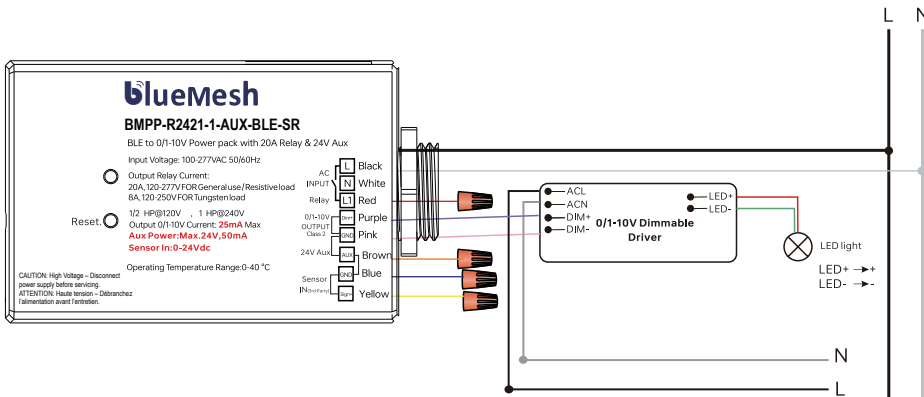 L N
blueMesh
BMPP-R2421-1-AUX-BLE-SR
BLE to 0/1-10V Power pack with 20A Relay & 24V Aux
Input Voltage: 100-277VAC 50/60Hz
Output Relay Current:
20A,120-277V FOR General use / Resistive load
8A, 120-250V FOR Tungsten load
1/2 HP@120V , 1 HP@240V
Output 0/1-10V Current: 25mA Max
Aux Power:Max.24V,50mA
Sensor In:0-24Vdc
Operating Temperature Range:0-40 °C
Reset.
CAUTION: High Voltage – Disconnect
power supply before servicing.
ATTENTION: Haute tension – Débranchez
l'alimentation avant l'entretien.
AC
INPUT
L Black
N White
Relay L1 Red
0/1-10V
OUTPUT
Class 2
Dim+ Purple
GND Pink
24V Aux AUX Brown
Sensor
IN(3rd Party)
GND Blue
Sign+ Yellow
ACL
ACN
DIM+
DIM-
0/1-10V Dimmable
Driver
LED+
LED-
LED light
LED+ → +
LED- → -
N
L